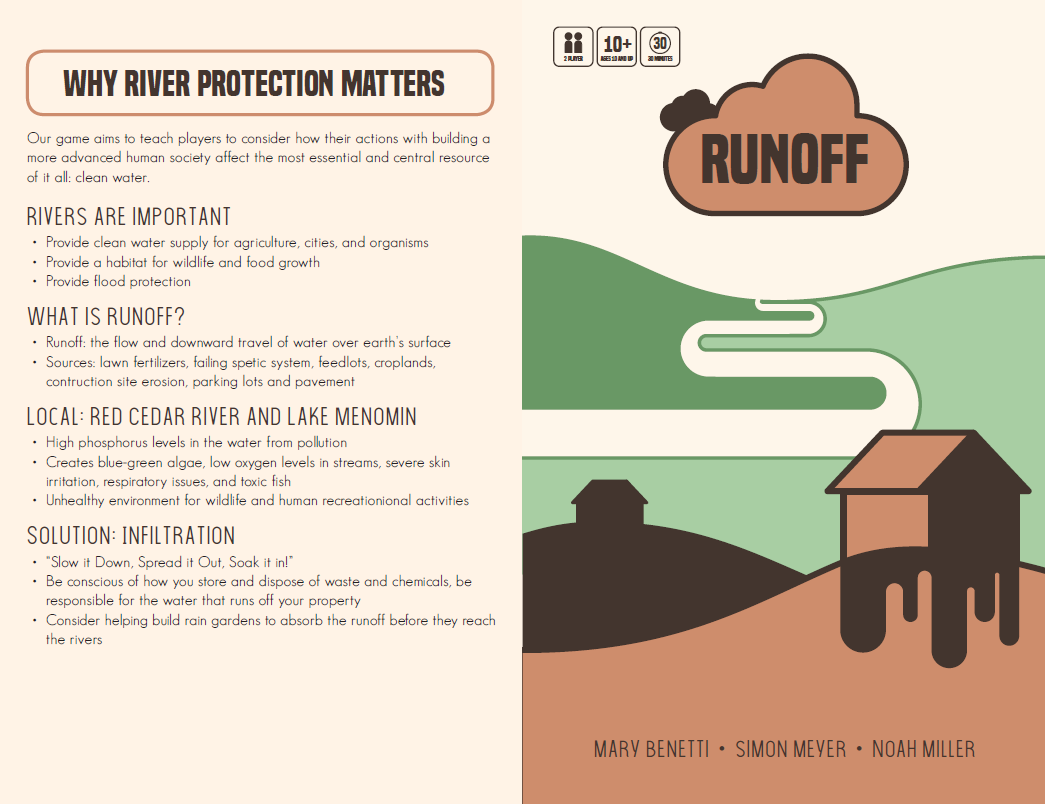 WHY RIVER PROTECTION MATTERS
Our game aims to teach players to consider how their actions with building a
more advanced human society affect the most essential and central resource
of it all: clean water.
RIVERS ARE IMPORTANT
• Provide clean water supply for agriculture, cities, and organisms
• Provide a habitat for wildlife and food growth
• Provide flood protection
WHAT IS RUNOFF?
• Runoff: the flow and downward travel of water over earth's surface
• Sources: lawn fertilizers, failing spetic system, feedlots, croplands,
contruction site erosion, parking lots and pavement
LOCAL: RED CEDAR RIVER AND LAKE MENOMIN
• High phosphorus levels in the water from pollution
• Creates blue-green algae, low oxygen levels in streams, severe skin
irritation, respiratory issues, and toxic fish
• Unhealthy environment for wildlife and human recreationional activities
SOLUTION: INFILTRATION
• "Slow it Down, Spread it Out, Soak it in!"
• Be conscious of how you store and dispose of waste and chemicals, be
responsible for the water that runs off your property
• Consider helping build rain gardens to absorb the runoff before they reach
the rivers
2 PLAYER
10+
AGES 10 AND UP
30
30 MINUTES
RUNOFF
MARY BENETTI • SIMON MEYER • NOAH MILLER